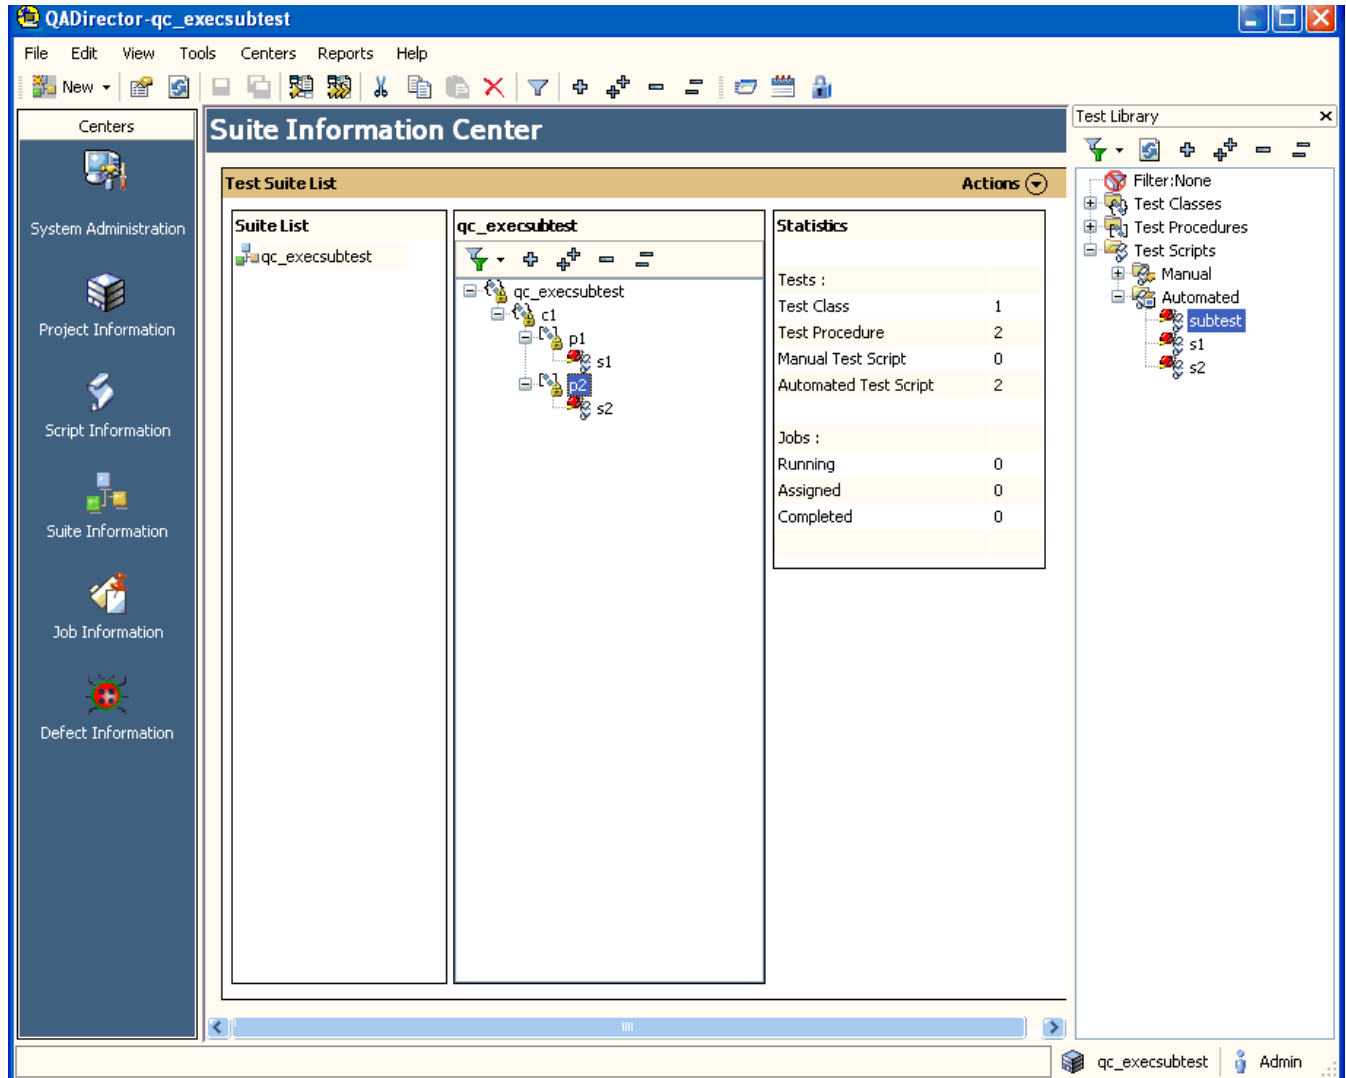 QADirector-qc_execsubtest
File Edit View Tools Centers Reports Help
New
Centers
System Administration
Project Information
Script Information
Suite Information
Job Information
Defect Information
Suite Information Center
Test Suite List Actions
Suite List
qc_execsubtest
qc_execsubtest
qc_execsubtest
c1
p1
s1
p2
s2
Statistics
Tests :
Test Class 1
Test Procedure 2
Manual Test Script 0
Automated Test Script 2
Jobs :
Running 0
Assigned 0
Completed 0
Test Library
Filter:None
Test Classes
Test Procedures
Test Scripts
Manual
Automated
subtest
s1
s2
qc_execsubtest Admin